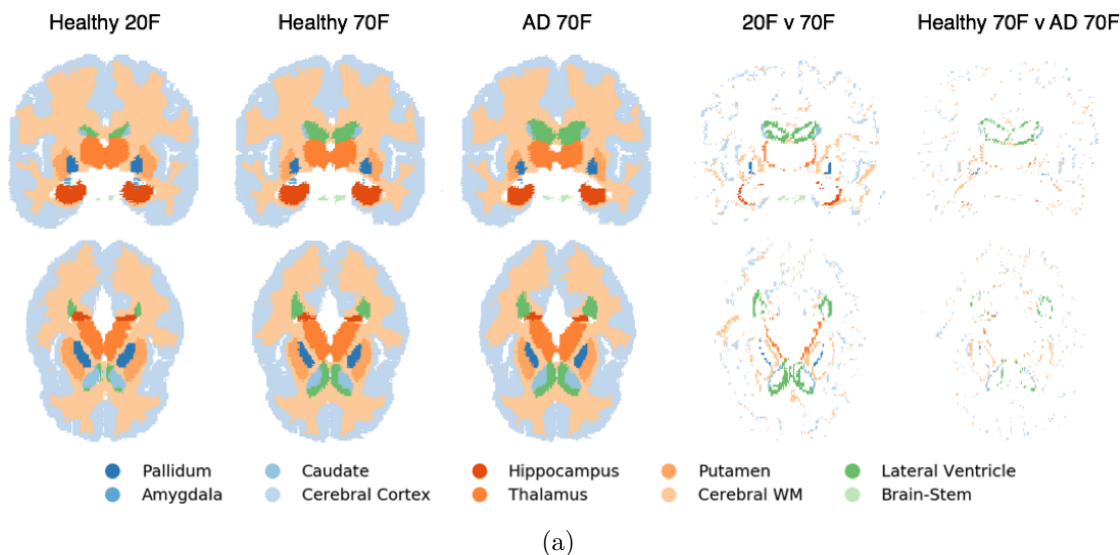 Healthy 20F Healthy 70F AD 70F 20F v 70F Healthy 70F v AD 70F
Pallidum Caudate Hippocampus Putamen Lateral Ventricle
Amygdala Cerebral Cortex Thalamus Cerebral WM Brain-Stem
(a)